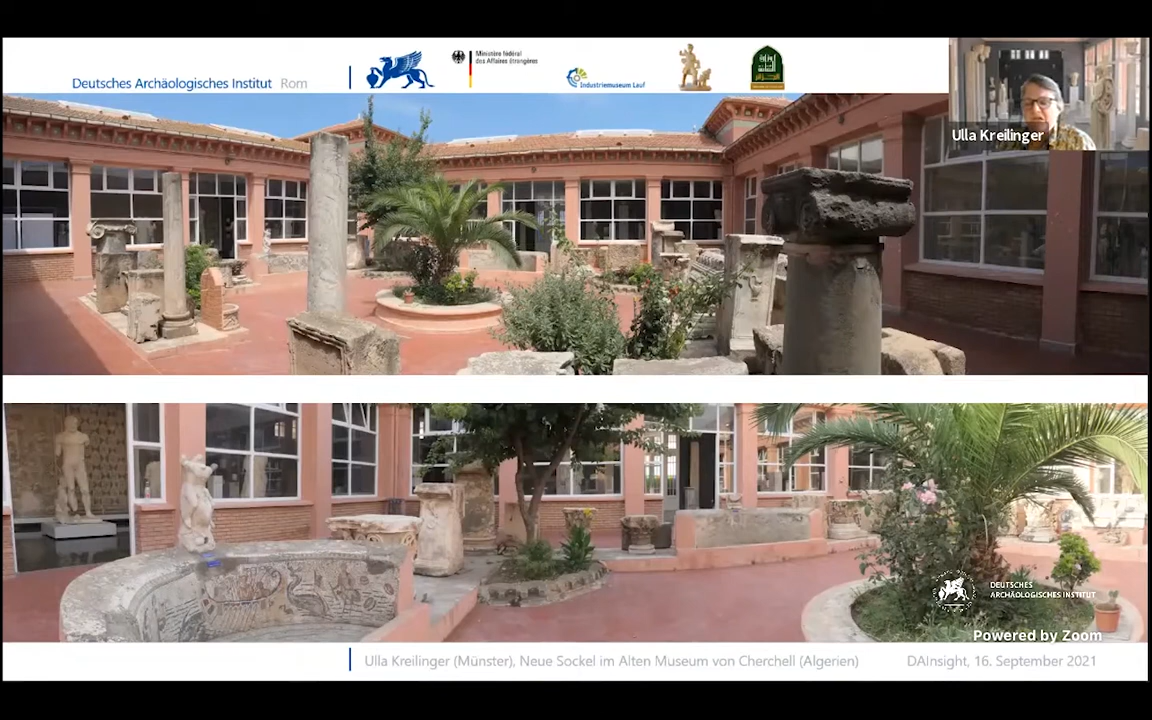 Deutsches Archäologisches Institut Rom
Ministère fédéral
des Affaires étrangères
Industriemuseum Lauf
Ulla Kreilinger
DEUTSCHES
ARCHÄOLOGISCHES INSTITUT
Powered by Zoom
Ulla Kreilinger (Münster), Neue Sockel im Alten Museum von Cherchell (Algerien)
DAInsight, 16. September 2021